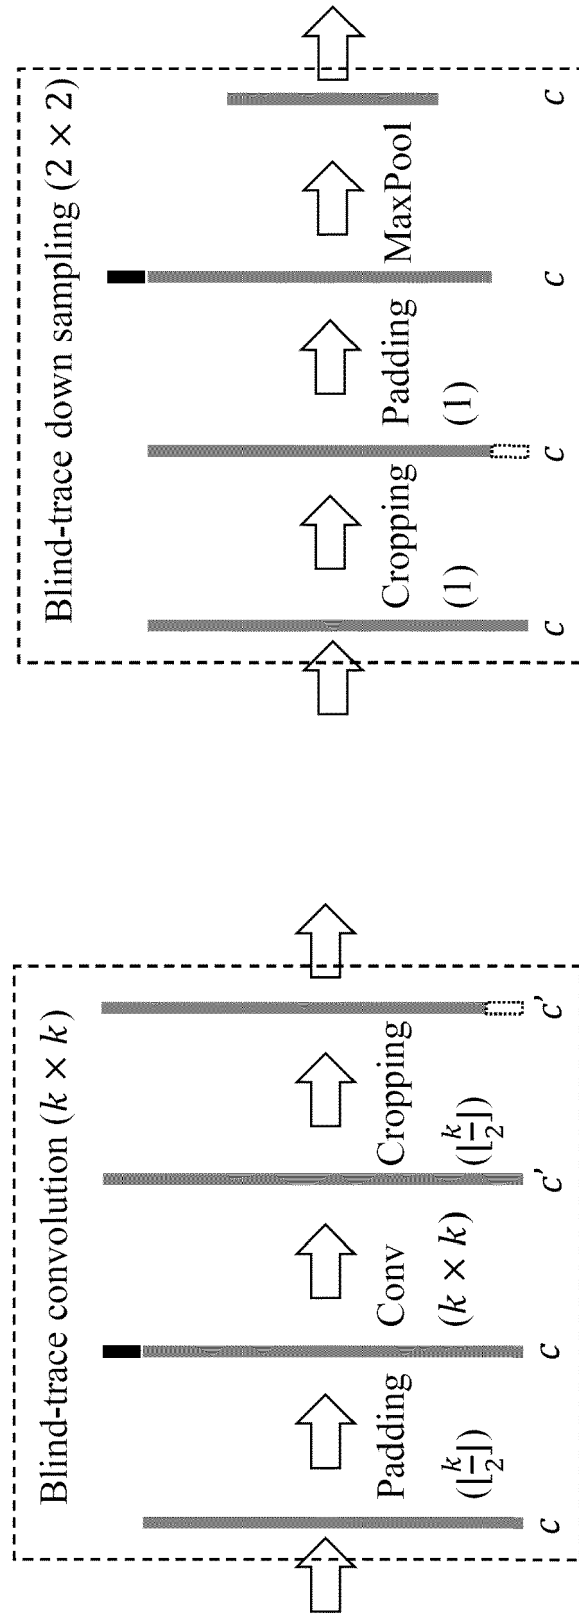 Blind-trace convolution (k × k)
Padding
(⌊k/2⌋)
Conv
(k × k)
Cropping
(⌊k/2⌋)
c
c
c'
c'
Blind-trace down sampling (2 × 2)
Cropping
(1)
Padding
(1)
MaxPool
c
c
c
c